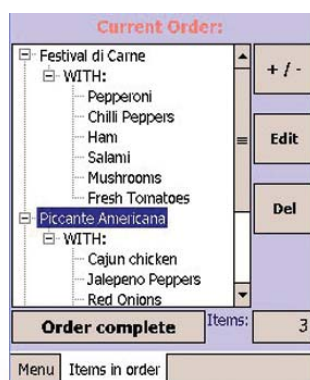 Current Order:
Festival di Carne
WITH:
Pepperoni
Chilli Peppers
Ham
Salami
Mushrooms
Fresh Tomatoes
Piccante Americana
WITH:
Cajun chicken
Jalepeno Peppers
Red Onions
+ / -
Edit
Del
Order complete
Items: 3
Menu Items in order